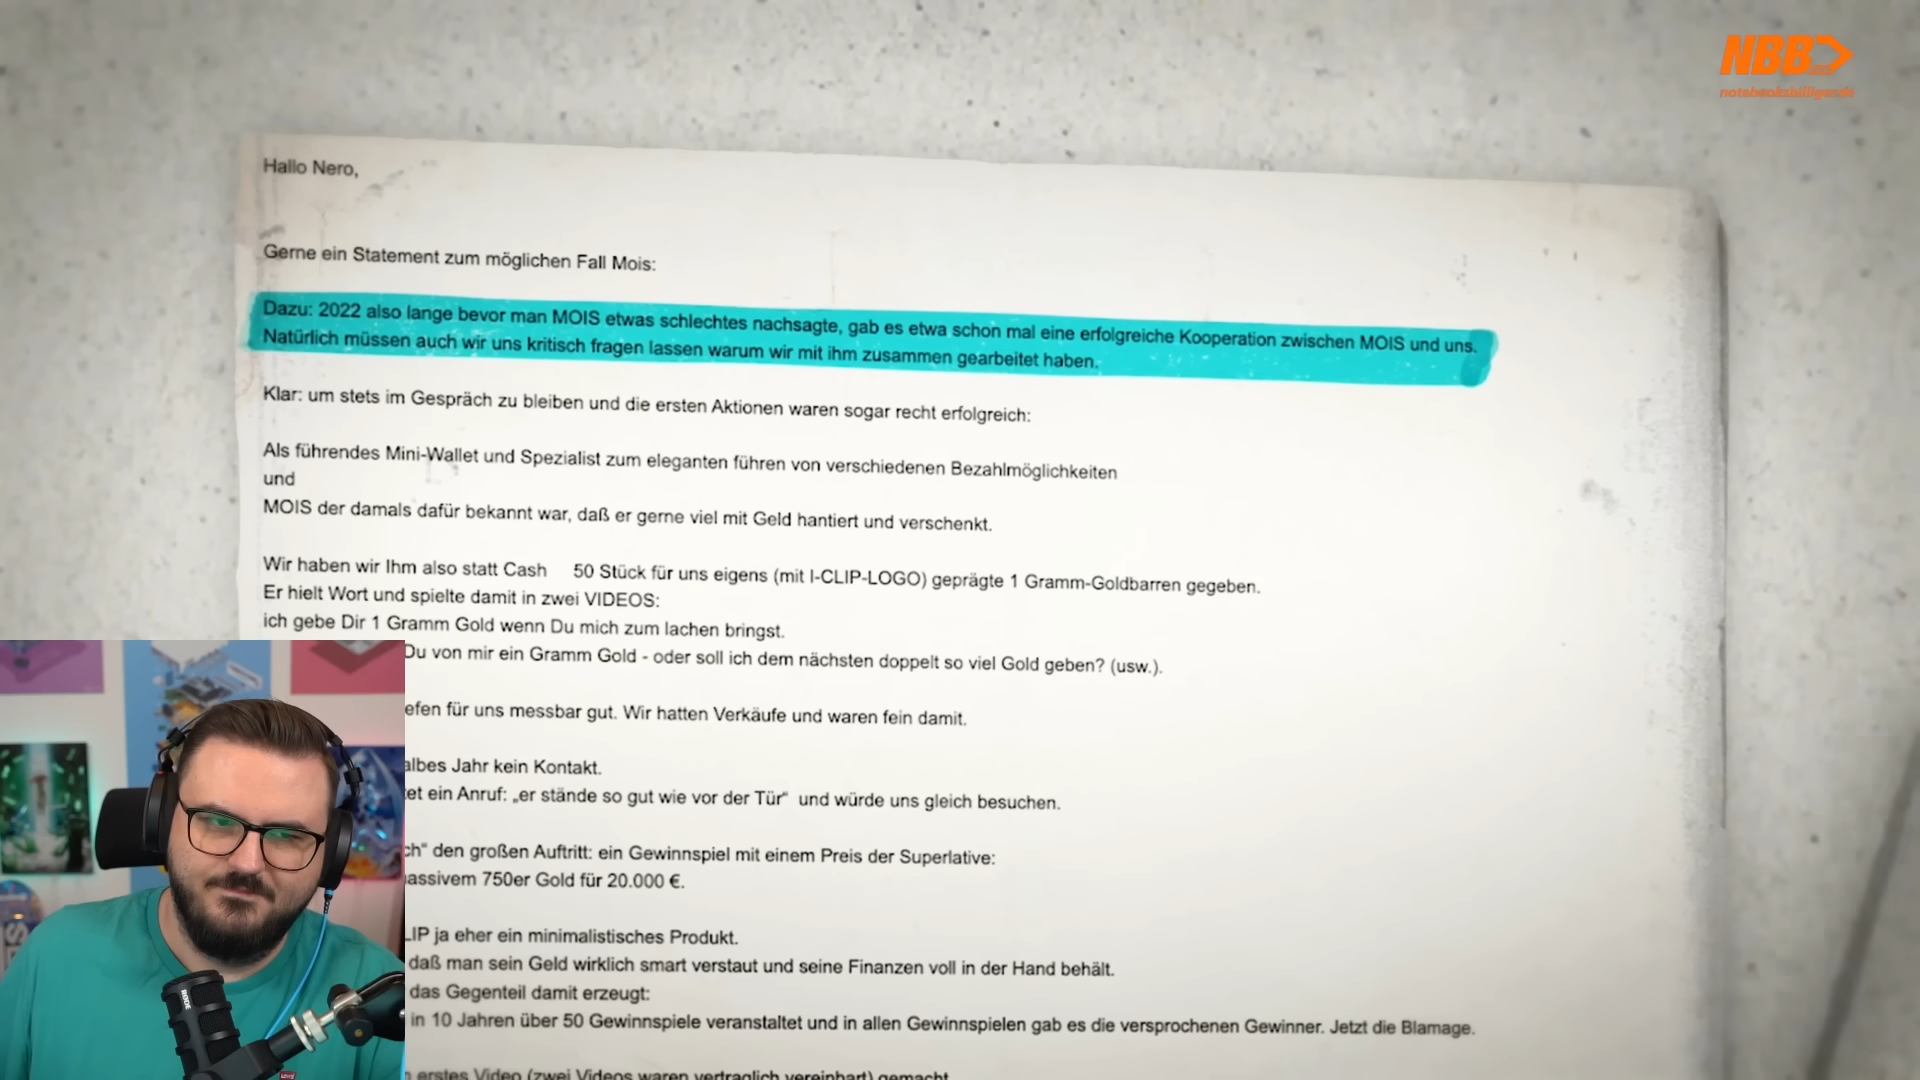 NBB
notebooksbilliger.de
Hallo Nero,
Gerne ein Statement zum möglichen Fall Mois:
Dazu: 2022 also lange bevor man MOIS etwas schlechtes nachsagte, gab es etwa schon mal eine erfolgreiche Kooperation zwischen MOIS und uns.
Natürlich müssen auch wir uns kritisch fragen lassen warum wir mit ihm zusammen gearbeitet haben.
Klar: um stets im Gespräch zu bleiben und die ersten Aktionen waren sogar recht erfolgreich:
Als führendes Mini-Wallet und Spezialist zum eleganten führen von verschiedenen Bezahlmöglichkeiten
und
MOIS der damals dafür bekannt war, daß er gerne viel mit Geld hantiert und verschenkt.
Wir haben wir Ihm also statt Cash 50 Stück für uns eigens (mit I-CLIP-LOGO) geprägte 1 Gramm-Goldbarren gegeben.
Er hielt Wort und spielte damit in zwei VIDEOS:
ich gebe Dir 1 Gramm Gold wenn Du mich zum lachen bringst.
Du von mir ein Gramm Gold - oder soll ich dem nächsten doppelt so viel Gold geben? (usw.).
efen für uns messbar gut. Wir hatten Verkäufe und waren fein damit.
albes Jahr kein Kontakt.
et ein Anruf: „er stände so gut wie vor der Tür“ und würde uns gleich besuchen.
ch“ den großen Auftritt: ein Gewinnspiel mit einem Preis der Superlative:
assivem 750er Gold für 20.000 €.
LIP ja eher ein minimalistisches Produkt.
daß man sein Geld wirklich smart verstaut und seine Finanzen voll in der Hand behält.
das Gegenteil damit erzeugt:
in 10 Jahren über 50 Gewinnspiele veranstaltet und in allen Gewinnspielen gab es die versprochenen Gewinner. Jetzt die Blamage.
erstes Video (zwei Videos waren vertraglich vereinbart) gemacht
RØDE
Levi's